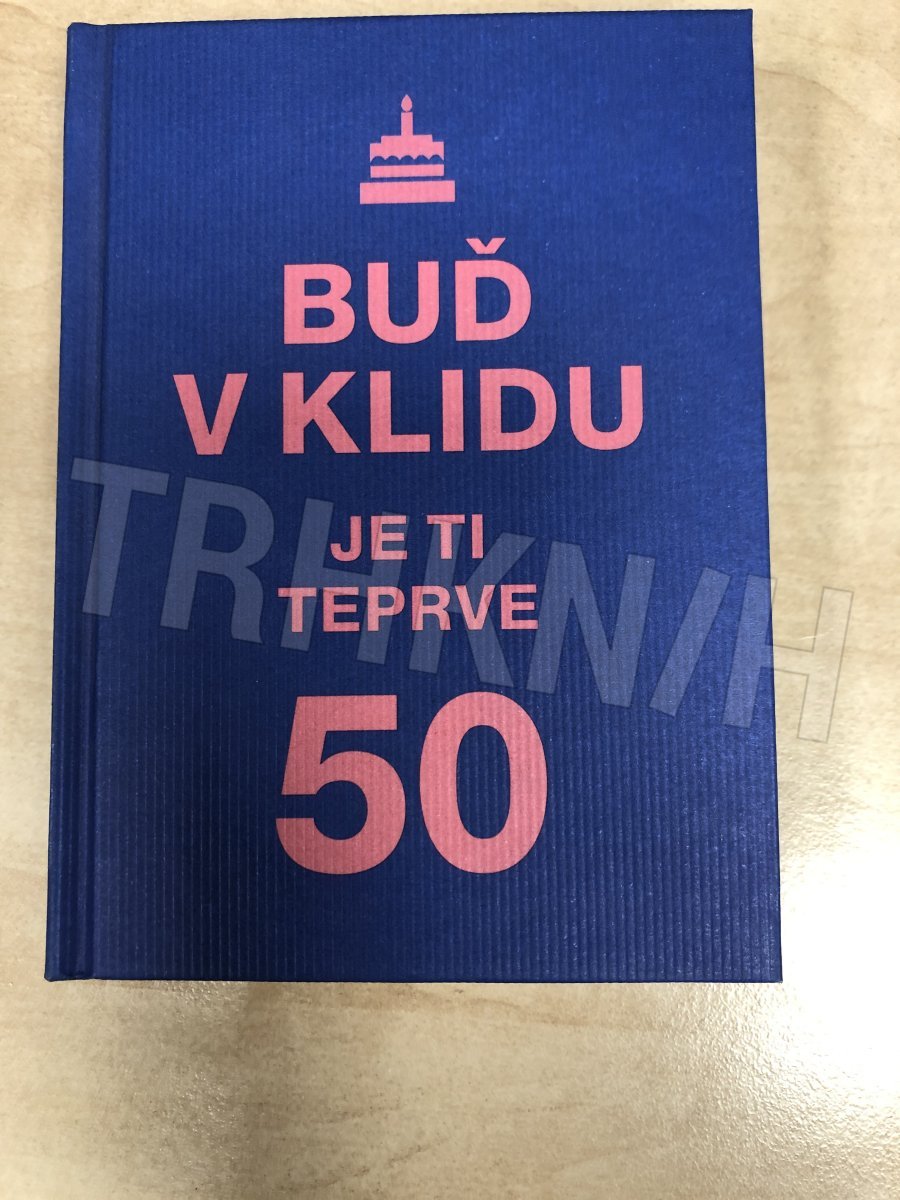 BUĎ
V KLIDU
JE TI
TEPRVE
50
TRHKNIH